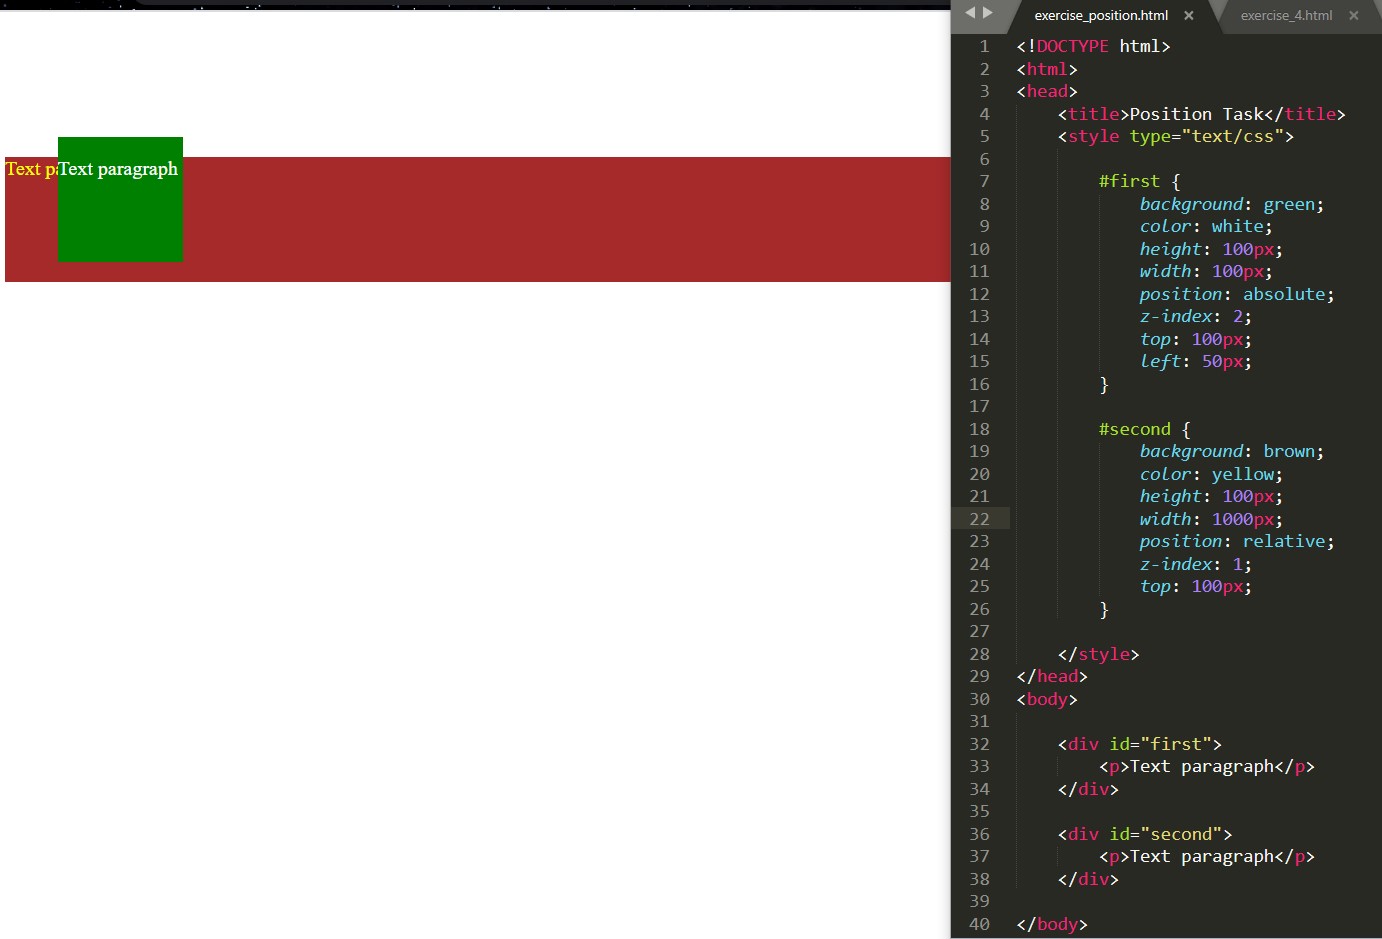 exercise_position.html ×
exercise_4.html ×
Text pa
Text paragraph
1 <!DOCTYPE html>
2 <html>
3 <head>
4 <title>Position Task</title>
5 <style type="text/css">
6
7 #first {
8 background: green;
9 color: white;
10 height: 100px;
11 width: 100px;
12 position: absolute;
13 z-index: 2;
14 top: 100px;
15 left: 50px;
16 }
17
18 #second {
19 background: brown;
20 color: yellow;
21 height: 100px;
22 width: 1000px;
23 position: relative;
24 z-index: 1;
25 top: 100px;
26 }
27
28 </style>
29 </head>
30 <body>
31
32 <div id="first">
33 <p>Text paragraph</p>
34 </div>
35
36 <div id="second">
37 <p>Text paragraph</p>
38 </div>
39
40 </body>